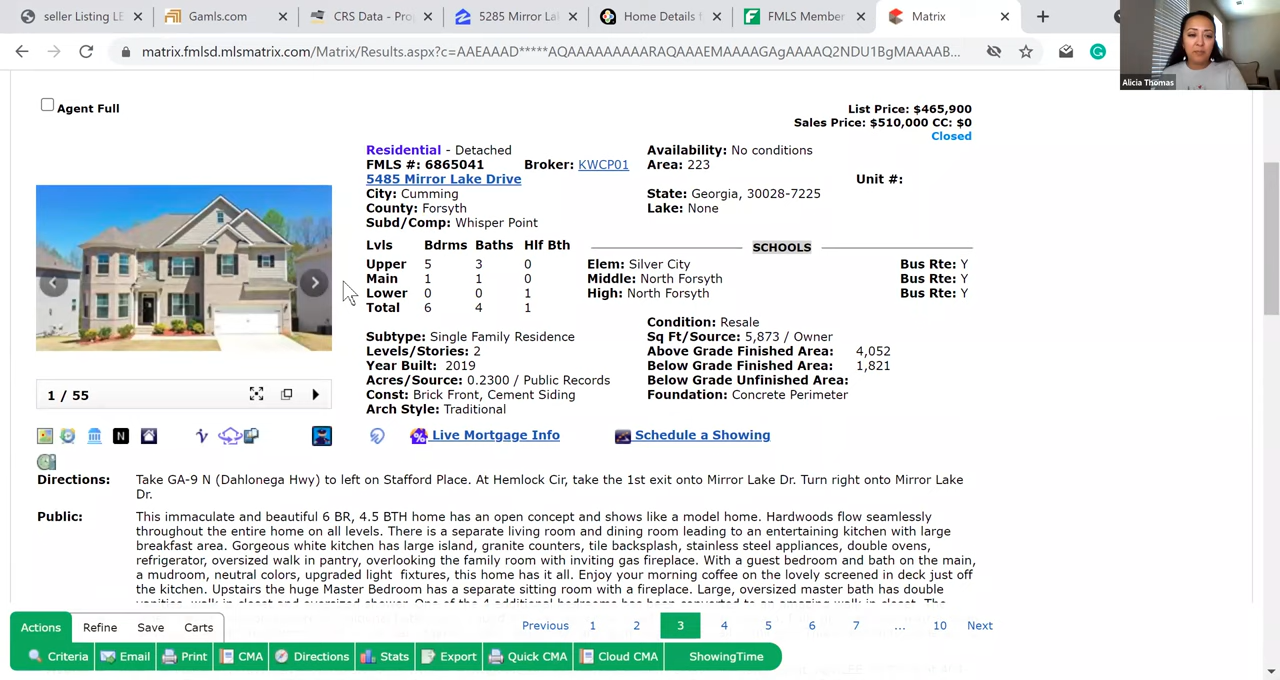 seller Listing LE
Gamls.com
CRS Data - Pro
5285 Mirror La
Home Details f
FMLS Member
Matrix
matrix.fmlsd.mlsmatrix.com/Matrix/Results.aspx?c=AAEAAAD*****AQAAAAAAAAARAQAAAEMAAAAGAgAAAAQ2NDU1BgMAAAAB...
Alicia Thomas
Agent Full
List Price: $465,900
Sales Price: $510,000 CC: $0
Closed
Residential - Detached Availability: No conditions
FMLS #: 6865041 Broker: KWCP01 Area: 223
5485 Mirror Lake Drive Unit #:
City: Cumming State: Georgia, 30028-7225
County: Forsyth Lake: None
Subd/Comp: Whisper Point
Lvls Bdrms Baths Hlf Bth SCHOOLS
Upper 5 3 0 Elem: Silver City Bus Rte: Y
Main 1 1 0 Middle: North Forsyth Bus Rte: Y
Lower 0 0 1 High: North Forsyth Bus Rte: Y
Total 6 4 1
Condition: Resale
Subtype: Single Family Residence Sq Ft/Source: 5,873 / Owner
Levels/Stories: 2 Above Grade Finished Area: 4,052
Year Built: 2019 Below Grade Finished Area: 1,821
Acres/Source: 0.2300 / Public Records Below Grade Unfinished Area:
Const: Brick Front, Cement Siding Foundation: Concrete Perimeter
Arch Style: Traditional
1 / 55
N
Live Mortgage Info Schedule a Showing
Directions: Take GA-9 N (Dahlonega Hwy) to left on Stafford Place. At Hemlock Cir, take the 1st exit onto Mirror Lake Dr. Turn right onto Mirror Lake
Dr.
Public: This immaculate and beautiful 6 BR, 4.5 BTH home has an open concept and shows like a model home. Hardwoods flow seamlessly
throughout the entire home on all levels. There is a separate living room and dining room leading to an entertaining kitchen with large
breakfast area. Gorgeous white kitchen has large island, granite counters, tile backsplash, stainless steel appliances, double ovens,
refrigerator, oversized walk in pantry, overlooking the family room with inviting gas fireplace. With a guest bedroom and bath on the main,
a mudroom, neutral colors, upgraded light fixtures, this home has it all. Enjoy your morning coffee on the lovely screened in deck just off
the kitchen. Upstairs the huge Master Bedroom has a separate sitting room with a fireplace. Large, oversized master bath has double
Actions Refine Save Carts
Previous 1 2 3 4 5 6 7 ... 10 Next
Criteria Email Print CMA Directions Stats Export Quick CMA Cloud CMA ShowingTime